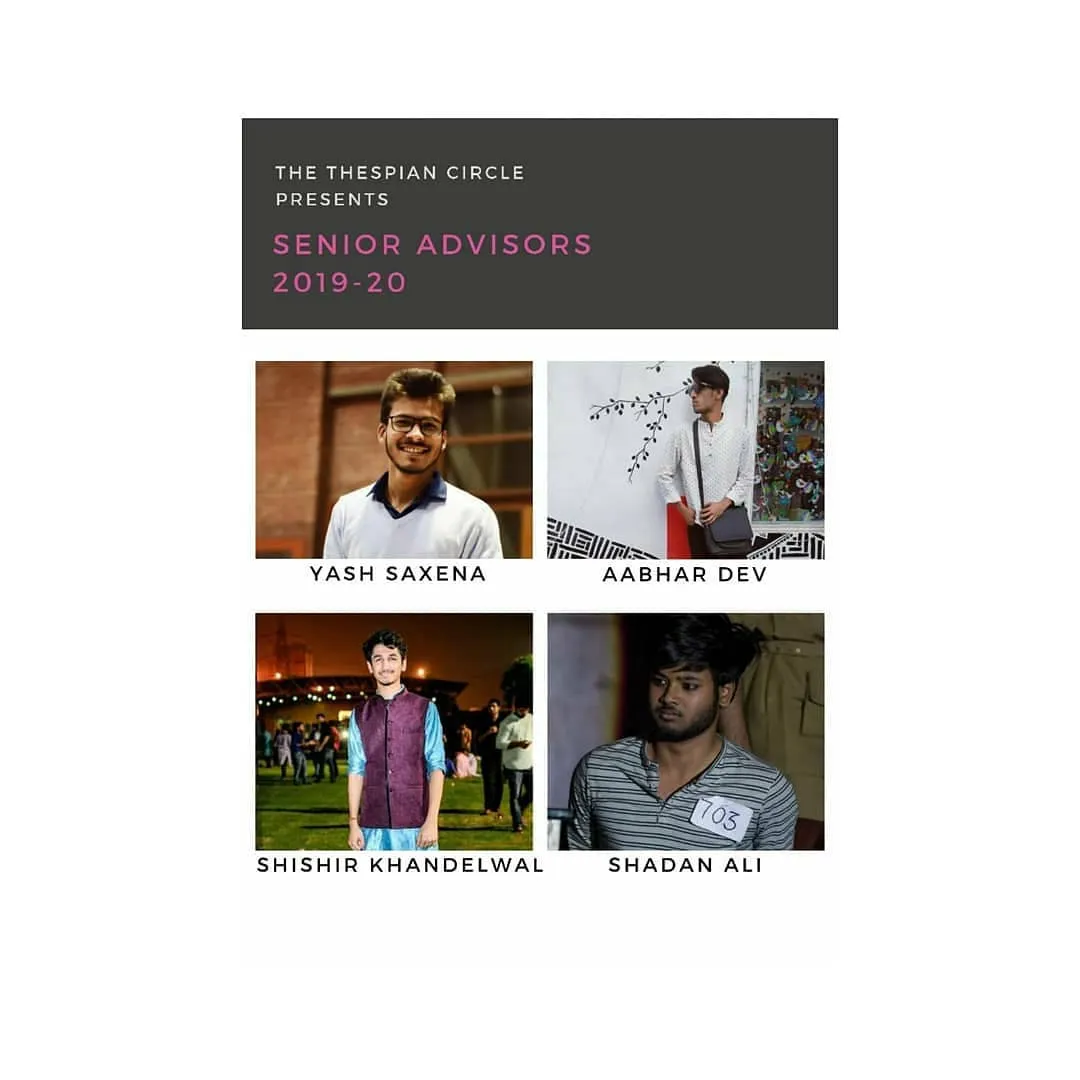 THE THESPIAN CIRCLE
PRESENTS
SENIOR ADVISORS
2019-20
YASH SAXENA
AABHAR DEV
703
SHISHIR KHANDELWAL
SHADAN ALI